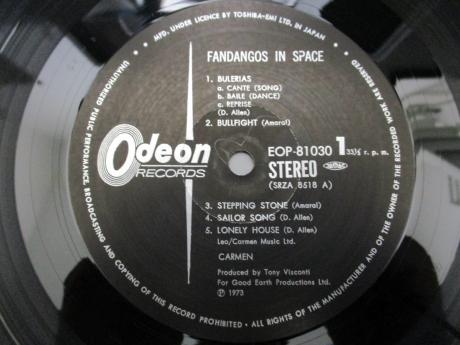 • MFD. UNDER LICENCE BY TOSHIBA-EMI LTD. IN JAPAN •
FANDANGOS IN SPACE
1. BULERIAS
a. CANTE (SONG)
b. BAILE (DANCE)
c. REPRISE
(D. Allen)
2. BULLFIGHT (Amaral)
Odeon
RECORDS
EOP-81030 1 33⅓ r. p. m.
STEREO
(SRZA 8518 A)
3. STEPPING STONE (Amaral)
4. SAILOR SONG (D. Allen)
5. LONELY HOUSE (D. Allen)
Leo/Carmen Music Ltd.
CARMEN
Produced by Tony Visconti
For Good Earth Productions Ltd.
Ⓟ 1973
UNAUTHORIZED PUBLIC PERFORMANCE, BROADCASTING AND COPYING OF THIS RECORD PROHIBITED • ALL RIGHTS OF THE MANUFACTURER AND OF THE OWNER OF THE RECORDED WORK ARE RESERVED